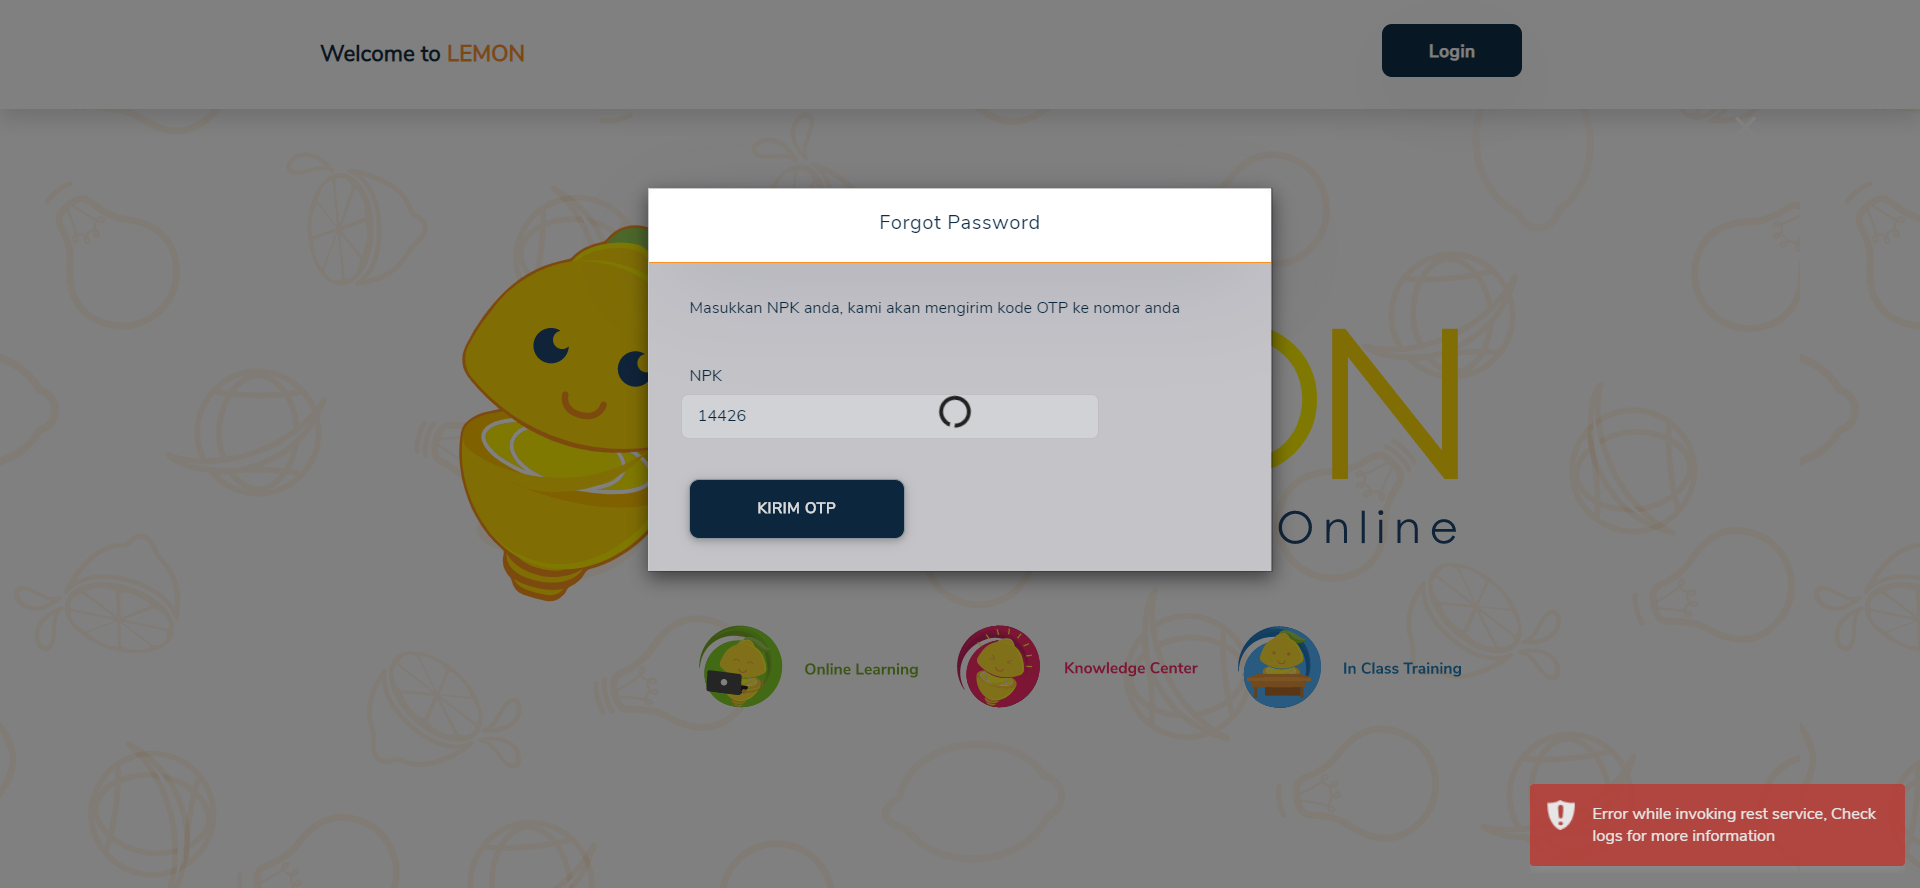 Welcome to LEMON
Login
Forgot Password
Masukkan NPK anda, kami akan mengirim kode OTP ke nomor anda
NPK
14426
KIRIM OTP
ON
Online
Online Learning
Knowledge Center
In Class Training
Error while invoking rest service, Check
logs for more information